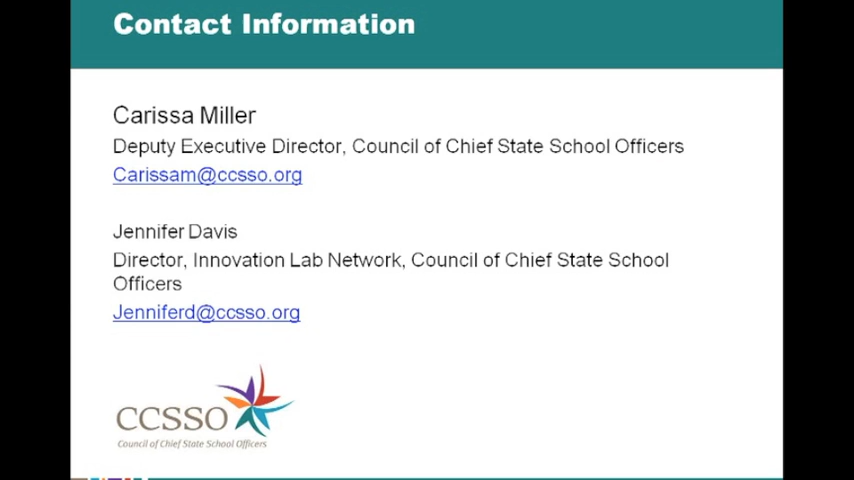 Contact Information
Carissa Miller
Deputy Executive Director, Council of Chief State School Officers
Carissam@ccsso.org
Jennifer Davis
Director, Innovation Lab Network, Council of Chief State School
Officers
Jenniferd@ccsso.org
CCSSO
Council of Chief State School Officers